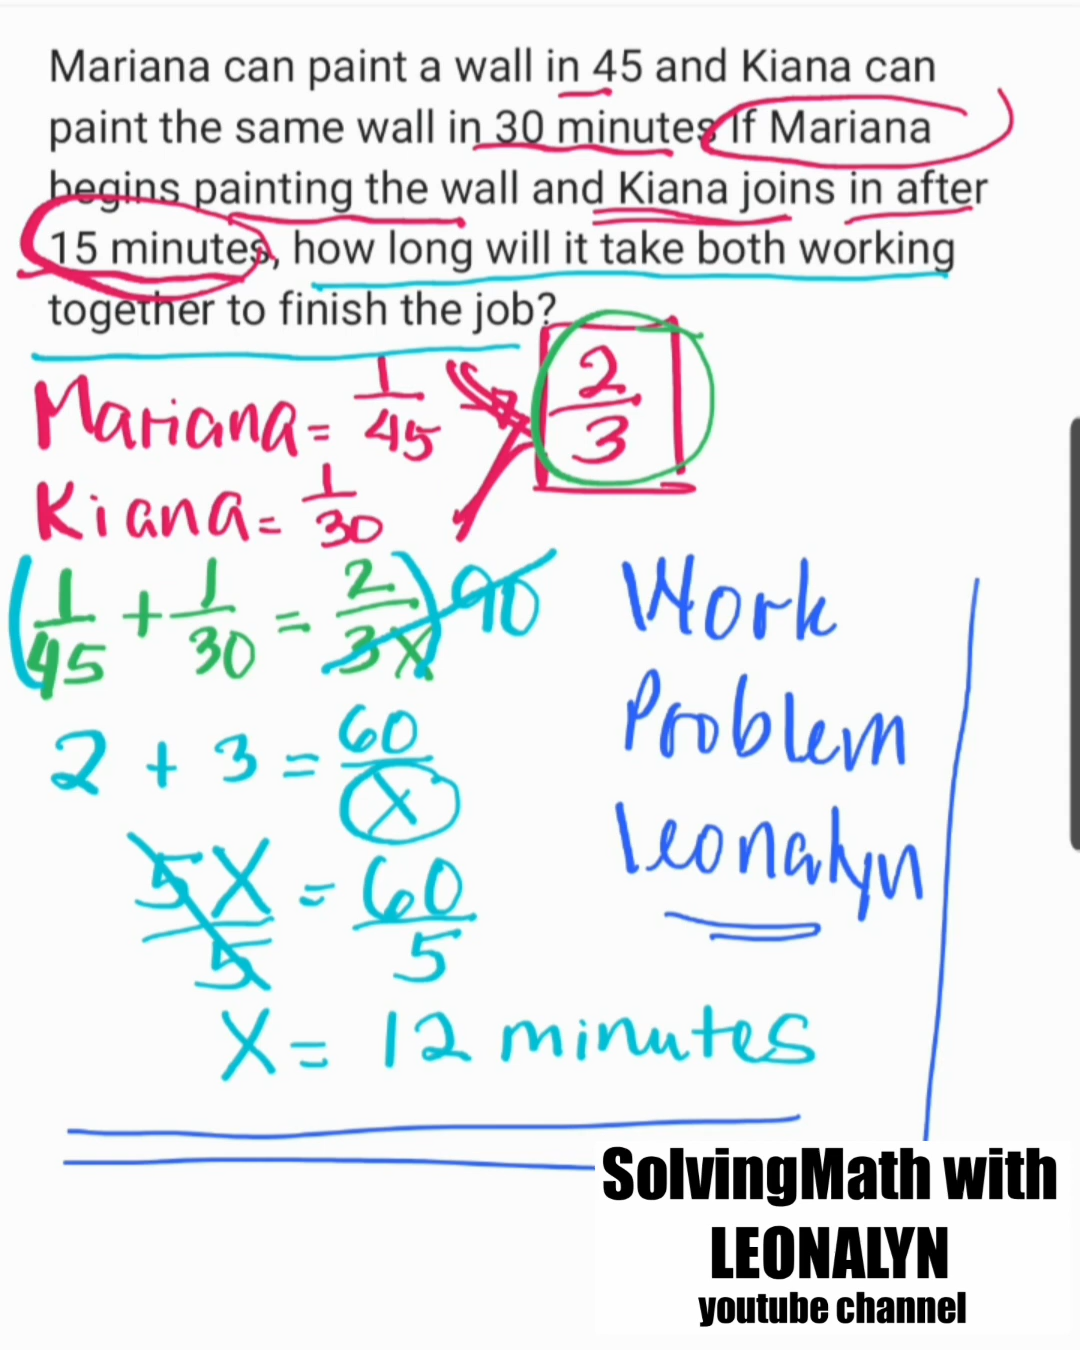 Mariana can paint a wall in 45 and Kiana can
paint the same wall in 30 minutes If Mariana
begins painting the wall and Kiana joins in after
15 minutes, how long will it take both working
together to finish the job?
Mariana = 1/45
2/3
Kiana = 1/30
(1/45 + 1/30 = 2/3x) 90
2 + 3 = 60/x
5x/5 = 60/5
x = 12 minutes
Work
Problem
leonalyn
SolvingMath with
LEONALYN
youtube channel